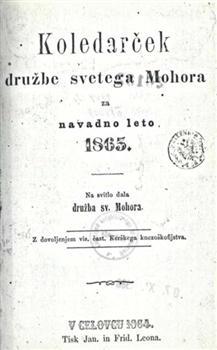 Koledarček
družbe svetega Mohora
za
navadno leto
1865.
Na svitlo dala
družba sv. Mohora.
Z dovoljenjem viz. čast. Kerškega knezoškofijstva.
V CELOVCU 1864.
Tisk Jan. in Frid. Leona.